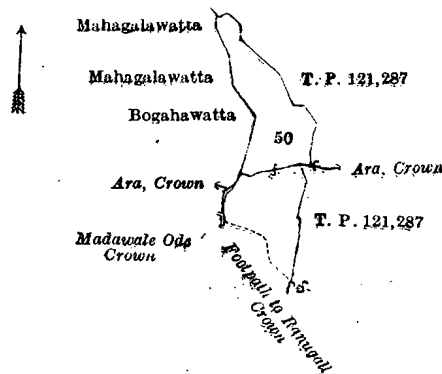 Mahagalawatta
Mahagalawatta
T. P. 121,287
Bogahawatta
50
Ara, Crown
Ara, Crown
T. P. 121,287
Madawale Oda
Crown
Footpath to Ranugall
Crown